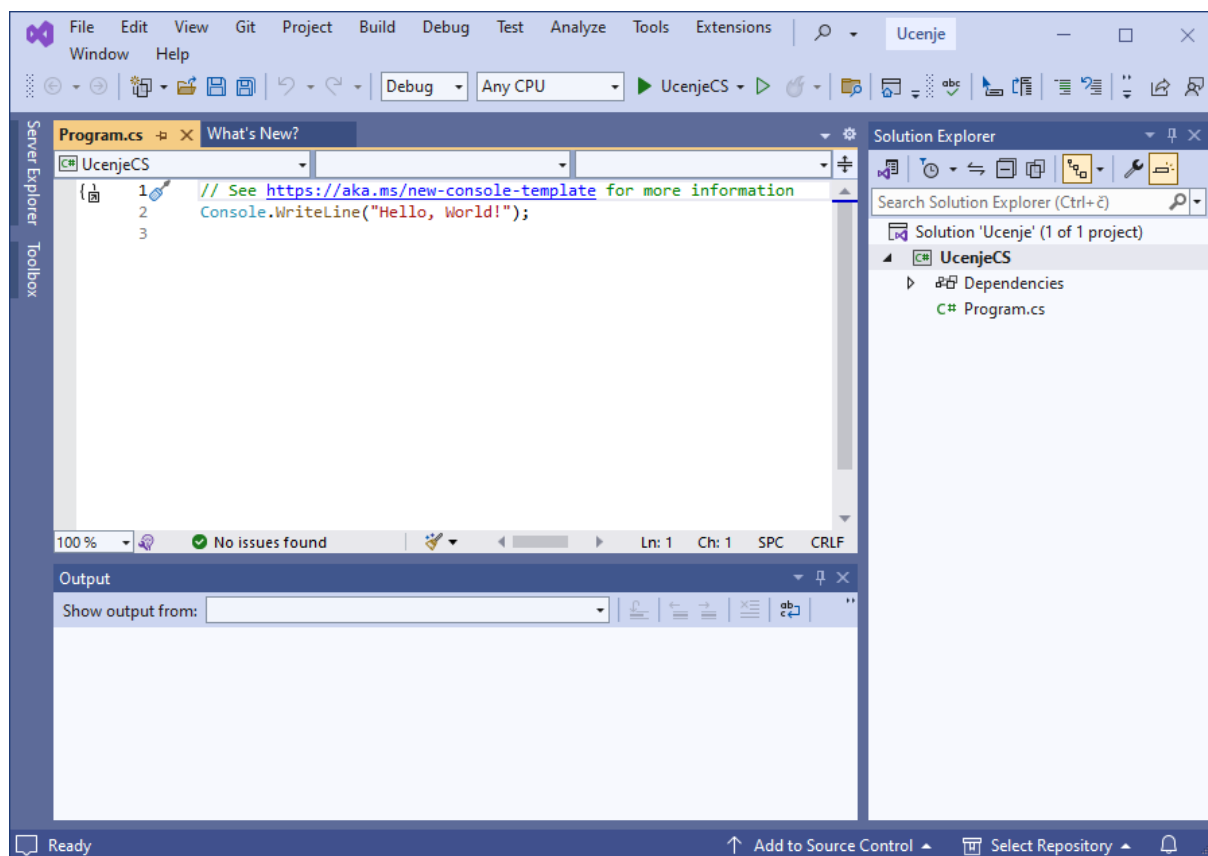 File Edit View Git Project Build Debug Test Analyze Tools Extensions
Window Help
Ucenje
Debug Any CPU UcenjeCS
Server Explorer
Toolbox
Program.cs What's New?
UcenjeCS
1 // See https://aka.ms/new-console-template for more information
2 Console.WriteLine("Hello, World!");
3
100 % No issues found Ln: 1 Ch: 1 SPC CRLF
Output
Show output from:
Solution Explorer
Search Solution Explorer (Ctrl+č)
Solution 'Ucenje' (1 of 1 project)
C# UcenjeCS
Dependencies
C# Program.cs
Ready Add to Source Control Select Repository